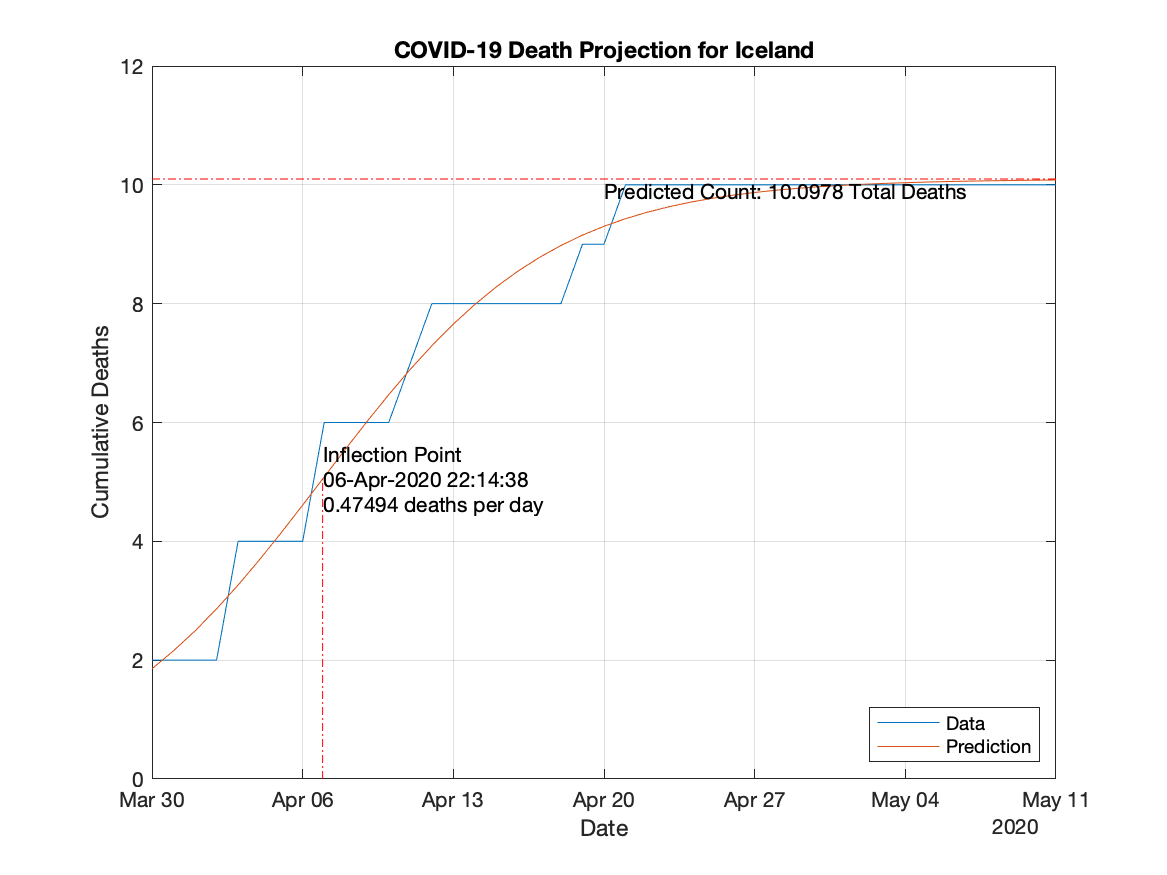 COVID-19 Death Projection for Iceland
12
10
8
6
4
2
0
Cumulative Deaths
Predicted Count: 10.0978 Total Deaths
Inflection Point
06-Apr-2020 22:14:38
0.47494 deaths per day
Data
Prediction
Mar 30
Apr 06
Apr 13
Apr 20
Apr 27
May 04
May 11
Date
2020